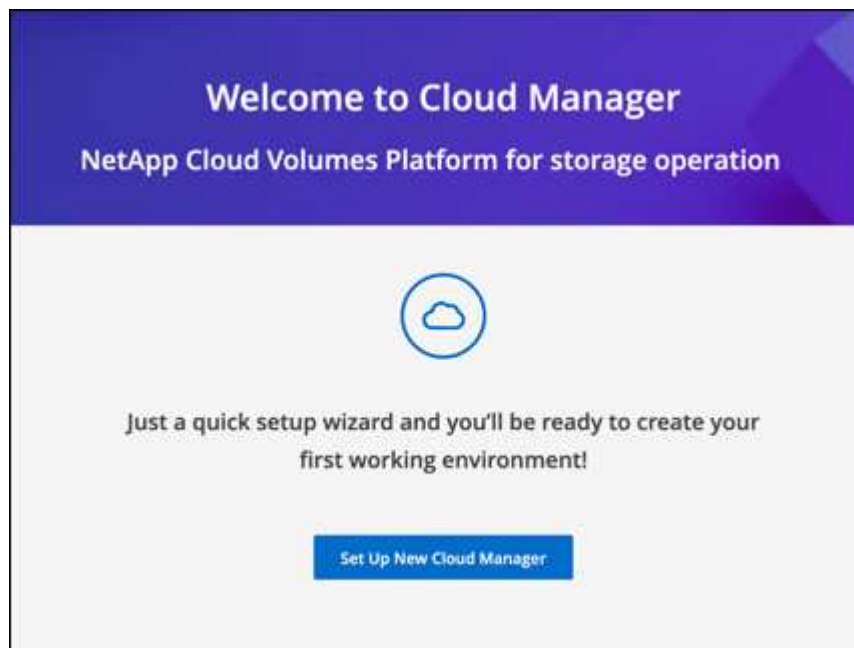 Welcome to Cloud Manager
NetApp Cloud Volumes Platform for storage operation
Just a quick setup wizard and you'll be ready to create your
first working environment!
Set Up New Cloud Manager